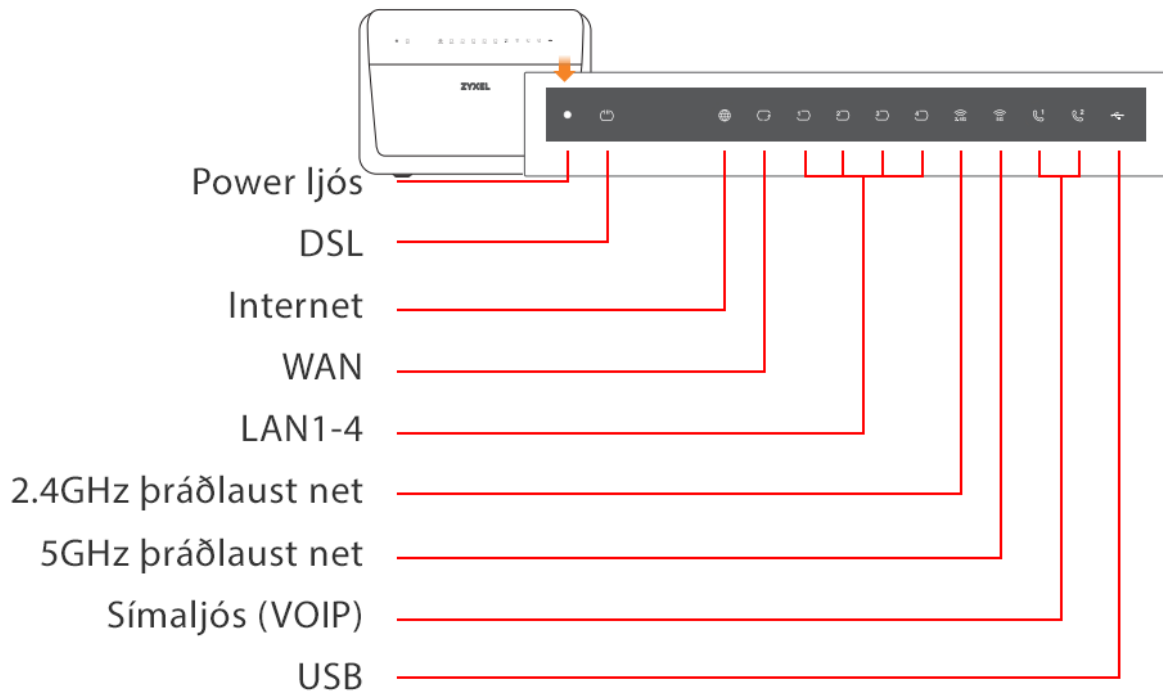 ZYXEL
Power ljós
DSL
Internet
WAN
LAN1-4
2.4GHz þráðlaust net
5GHz þráðlaust net
Símaljós (VOIP)
USB